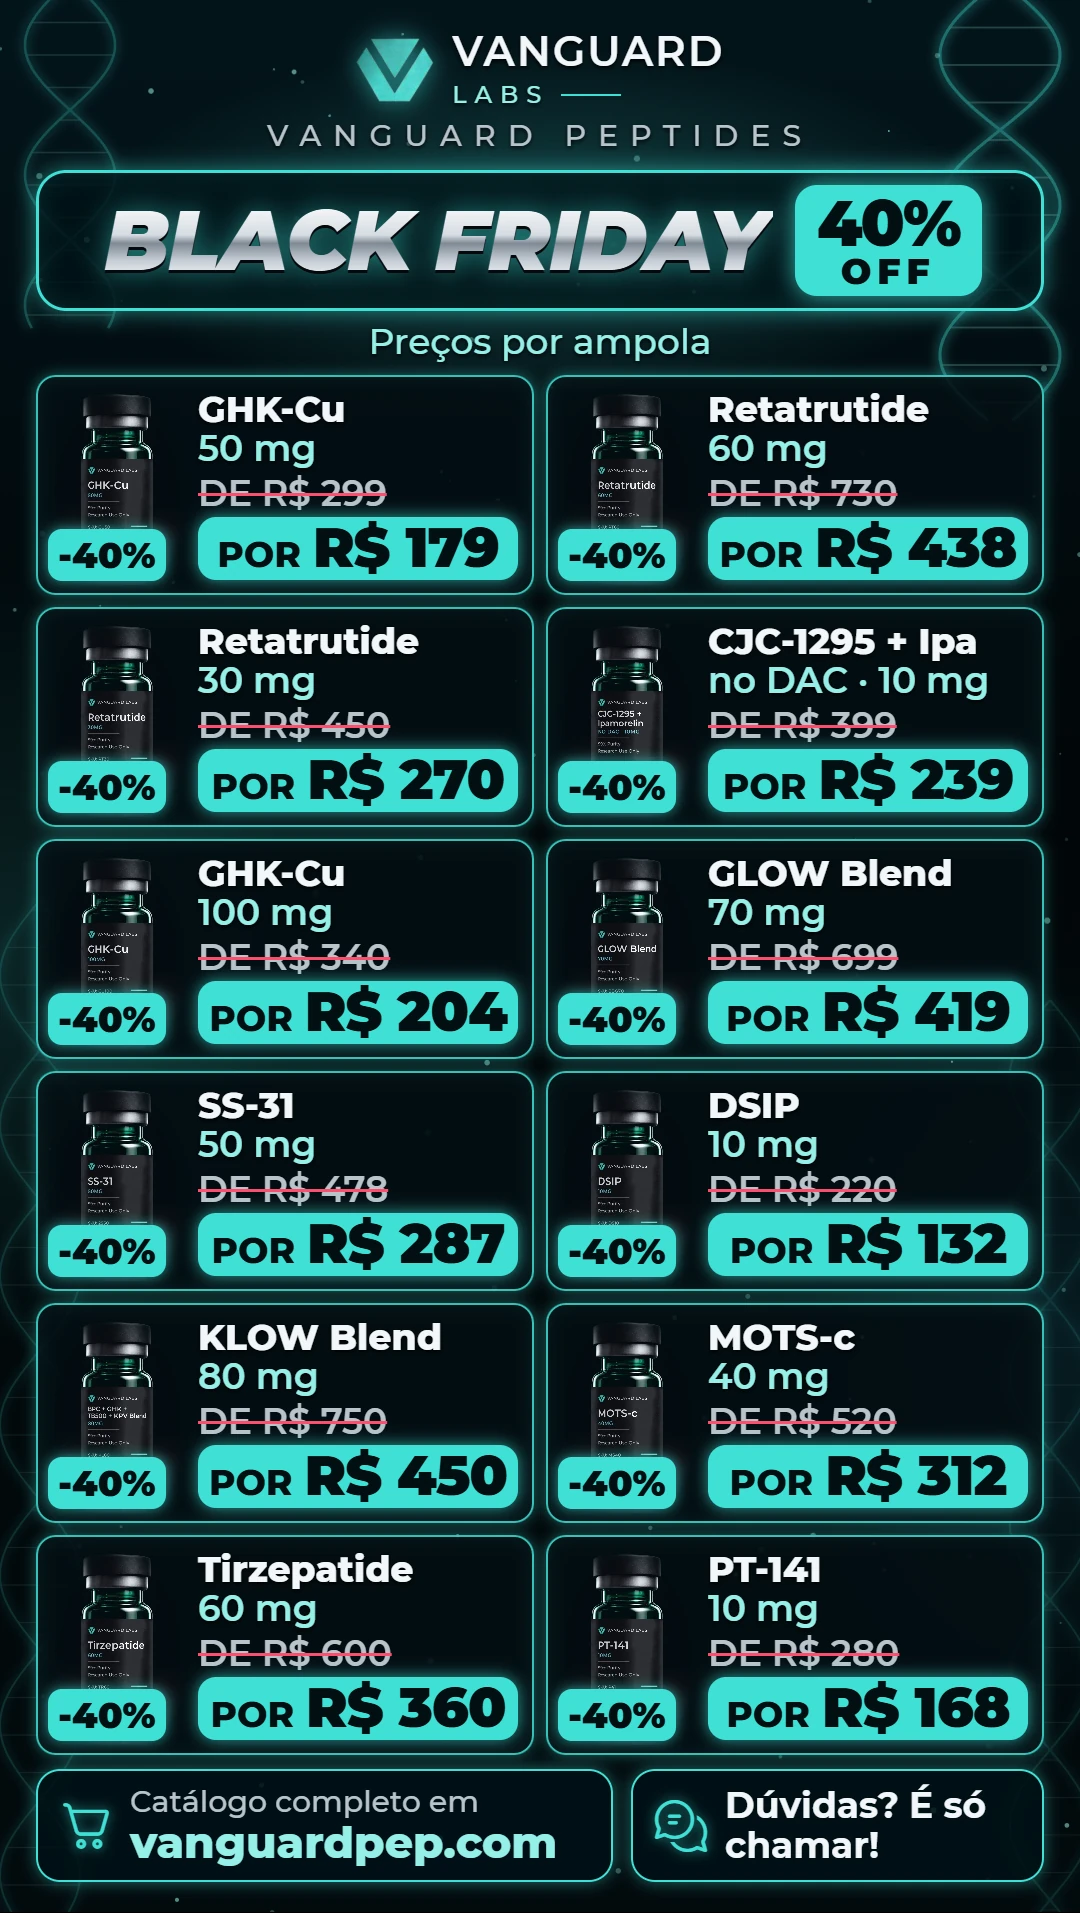 VANGUARD
LABS
VANGUARD PEPTIDES
BLACK FRIDAY
40%
OFF
Preços por ampola
GHK-Cu
50 mg
DE R$ 299
-40%
POR R$ 179
Retatrutide
60 mg
DE R$ 730
-40%
POR R$ 438
Retatrutide
30 mg
DE R$ 450
-40%
POR R$ 270
CJC-1295 + Ipa
no DAC · 10 mg
DE R$ 399
-40%
POR R$ 239
GHK-Cu
100 mg
DE R$ 340
-40%
POR R$ 204
GLOW Blend
70 mg
DE R$ 699
-40%
POR R$ 419
SS-31
50 mg
DE R$ 478
-40%
POR R$ 287
DSIP
10 mg
DE R$ 220
-40%
POR R$ 132
KLOW Blend
80 mg
DE R$ 750
-40%
POR R$ 450
MOTS-c
40 mg
DE R$ 520
-40%
POR R$ 312
Tirzepatide
60 mg
DE R$ 600
-40%
POR R$ 360
PT-141
10 mg
DE R$ 280
-40%
POR R$ 168
Catálogo completo em
vanguardpep.com
Dúvidas? É só
chamar!